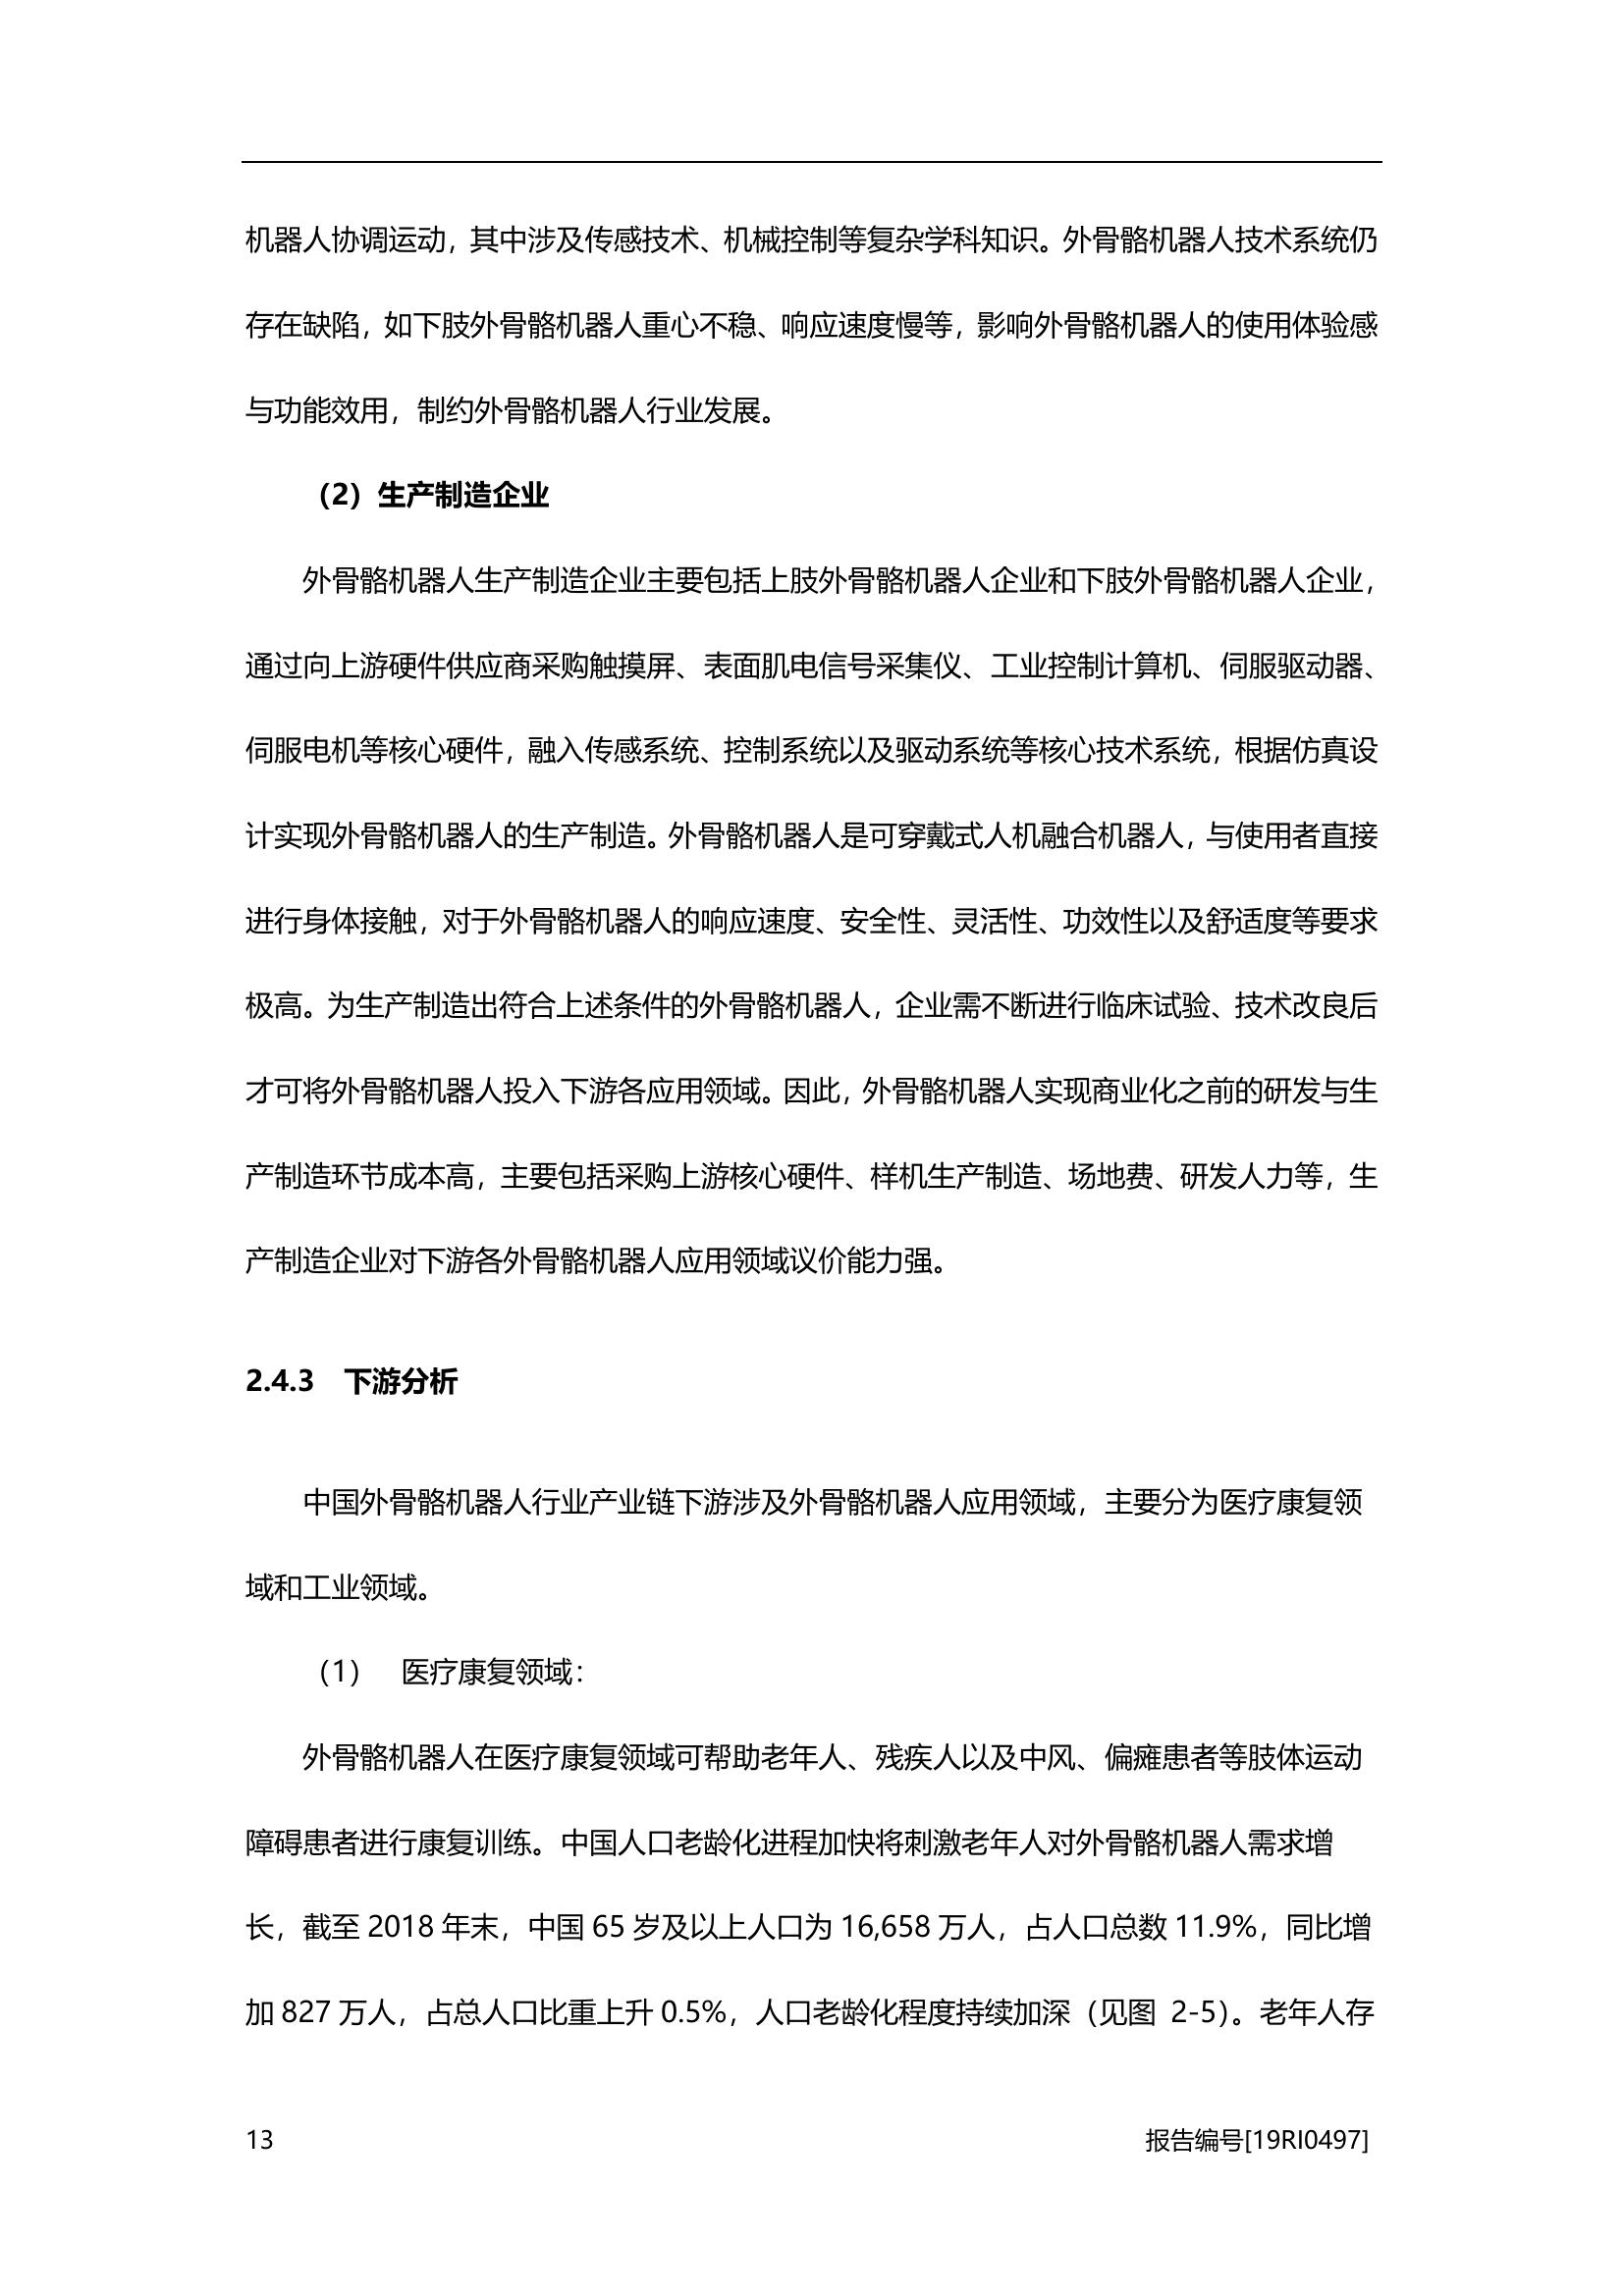 机器人协调运动，其中涉及传感技术、机械控制等复杂学科知识。外骨骼机器人技术系统仍
存在缺陷，如下肢外骨骼机器人重心不稳、响应速度慢等，影响外骨骼机器人的使用体验感
与功能效用，制约外骨骼机器人行业发展。
（2）生产制造企业
外骨骼机器人生产制造企业主要包括上肢外骨骼机器人企业和下肢外骨骼机器人企业，
通过向上游硬件供应商采购触摸屏、表面肌电信号采集仪、工业控制计算机、伺服驱动器、
伺服电机等核心硬件，融入传感系统、控制系统以及驱动系统等核心技术系统，根据仿真设
计实现外骨骼机器人的生产制造。外骨骼机器人是可穿戴式人机融合机器人，与使用者直接
进行身体接触，对于外骨骼机器人的响应速度、安全性、灵活性、功效性以及舒适度等要求
极高。为生产制造出符合上述条件的外骨骼机器人，企业需不断进行临床试验、技术改良后
才可将外骨骼机器人投入下游各应用领域。因此，外骨骼机器人实现商业化之前的研发与生
产制造环节成本高，主要包括采购上游核心硬件、样机生产制造、场地费、研发人力等，生
产制造企业对下游各外骨骼机器人应用领域议价能力强。
2.4.3 下游分析
中国外骨骼机器人行业产业链下游涉及外骨骼机器人应用领域，主要分为医疗康复领
域和工业领域。
（1） 医疗康复领域：
外骨骼机器人在医疗康复领域可帮助老年人、残疾人以及中风、偏瘫患者等肢体运动
障碍患者进行康复训练。中国人口老龄化进程加快将刺激老年人对外骨骼机器人需求增
长，截至 2018 年末，中国 65 岁及以上人口为 16,658 万人，占人口总数 11.9%，同比增
加 827 万人，占总人口比重上升 0.5%，人口老龄化程度持续加深（见图 2-5）。老年人存
13 报告编号[19RI0497]